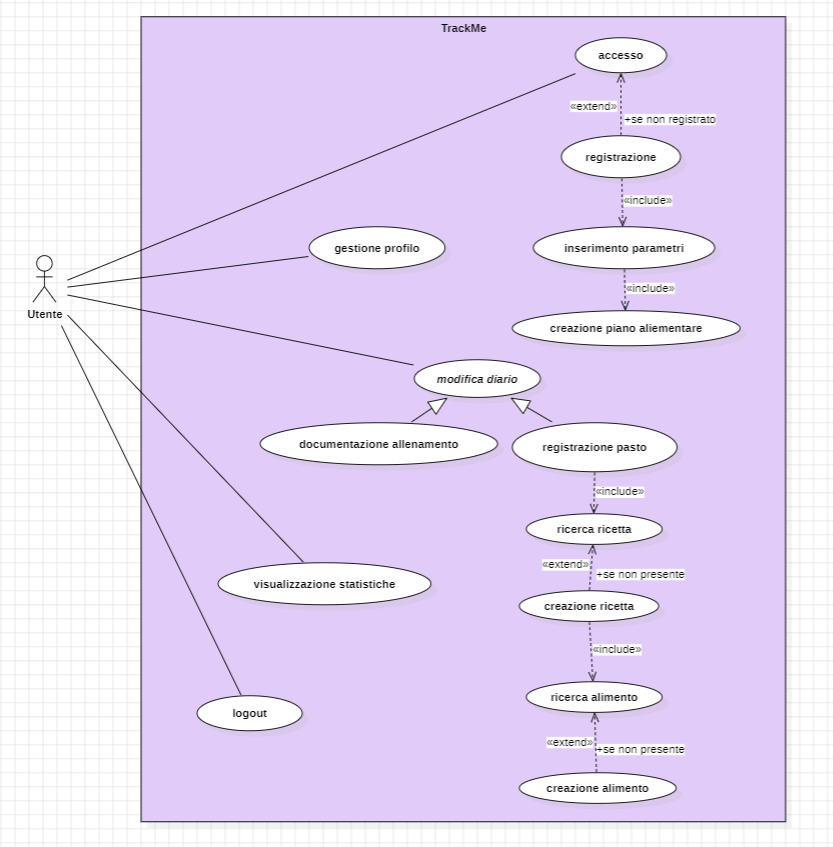 TrackMe
accesso
«extend»
+se non registrato
registrazione
«include»
gestione profilo
inserimento parametri
«include»
Utente
creazione piano aliementare
modifica diario
documentazione allenamento
registrazione pasto
«include»
ricerca ricetta
«extend»
+se non presente
visualizzazione statistiche
creazione ricetta
«include»
ricerca alimento
logout
«extend»
+se non presente
creazione alimento